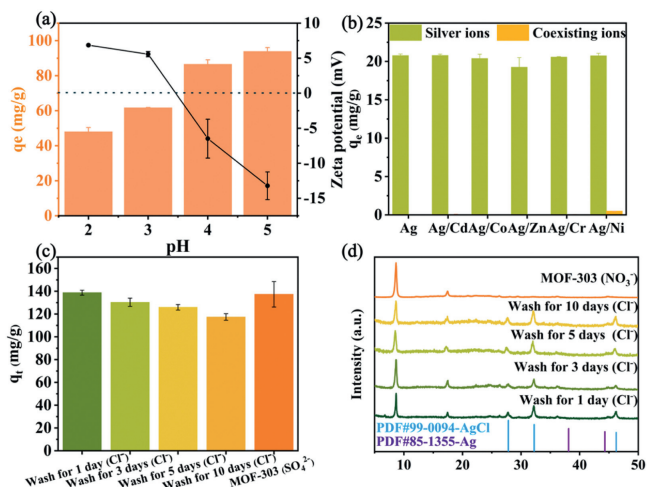 (a)
100
80
60
40
20
0
qe (mg/g)
10
5
0
-5
-10
-15
Zeta potential (mV)
2 3 4 5
pH
(b)
Silver ions
Coexisting ions
25
20
15
10
5
0
qe (mg/g)
Ag Ag/Cd Ag/Co Ag/Zn Ag/Cr Ag/Ni
(c)
160
140
120
100
80
60
40
20
0
qt (mg/g)
Wash for 1 day (Cl⁻)
Wash for 3 days (Cl⁻)
Wash for 5 days (Cl⁻)
Wash for 10 days (Cl⁻)
MOF-303 (SO₄²⁻)
(d)
Intensity (a.u.)
MOF-303 (NO₃⁻)
Wash for 10 days (Cl⁻)
Wash for 5 days (Cl⁻)
Wash for 3 days (Cl⁻)
Wash for 1 day (Cl⁻)
PDF#99-0094-AgCl
PDF#85-1355-Ag
10 20 30 40 50